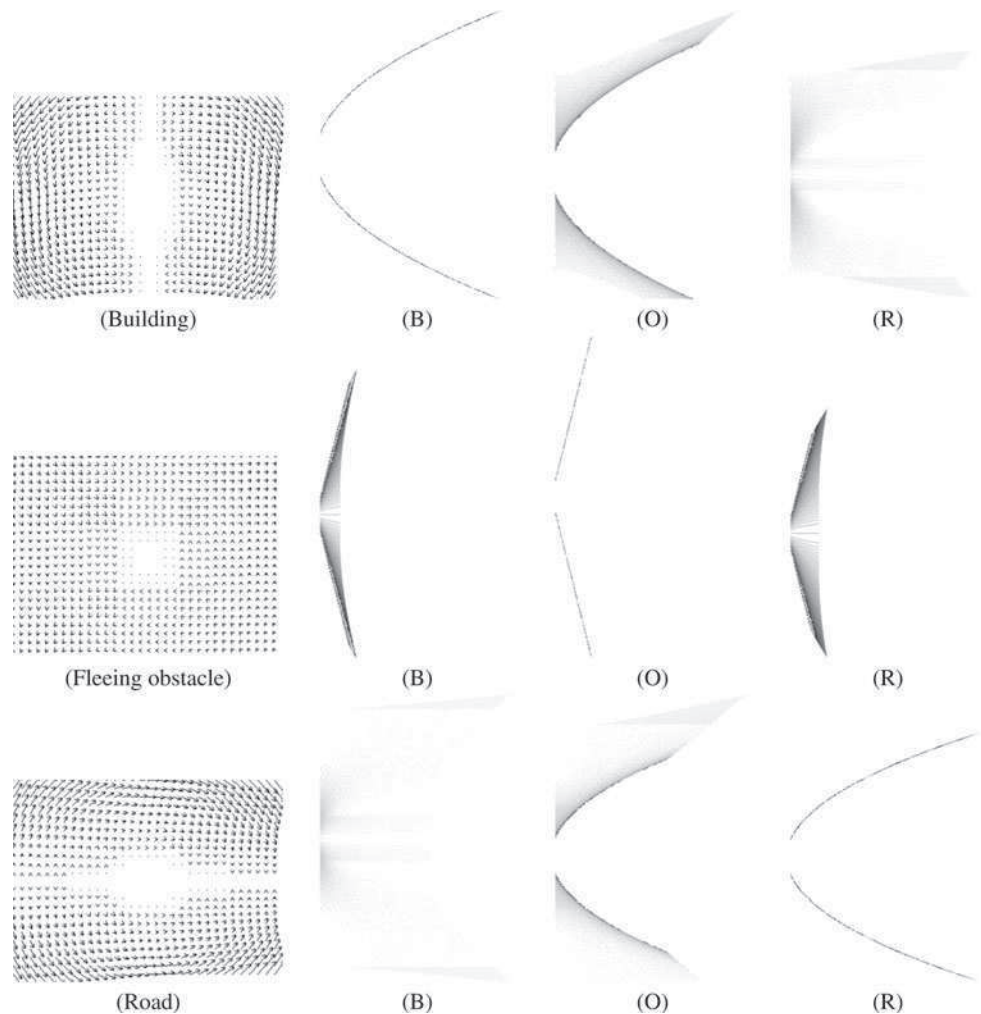 (Building) (B) (O) (R)
(Fleeing obstacle) (B) (O) (R)
(Road) (B) (O) (R)